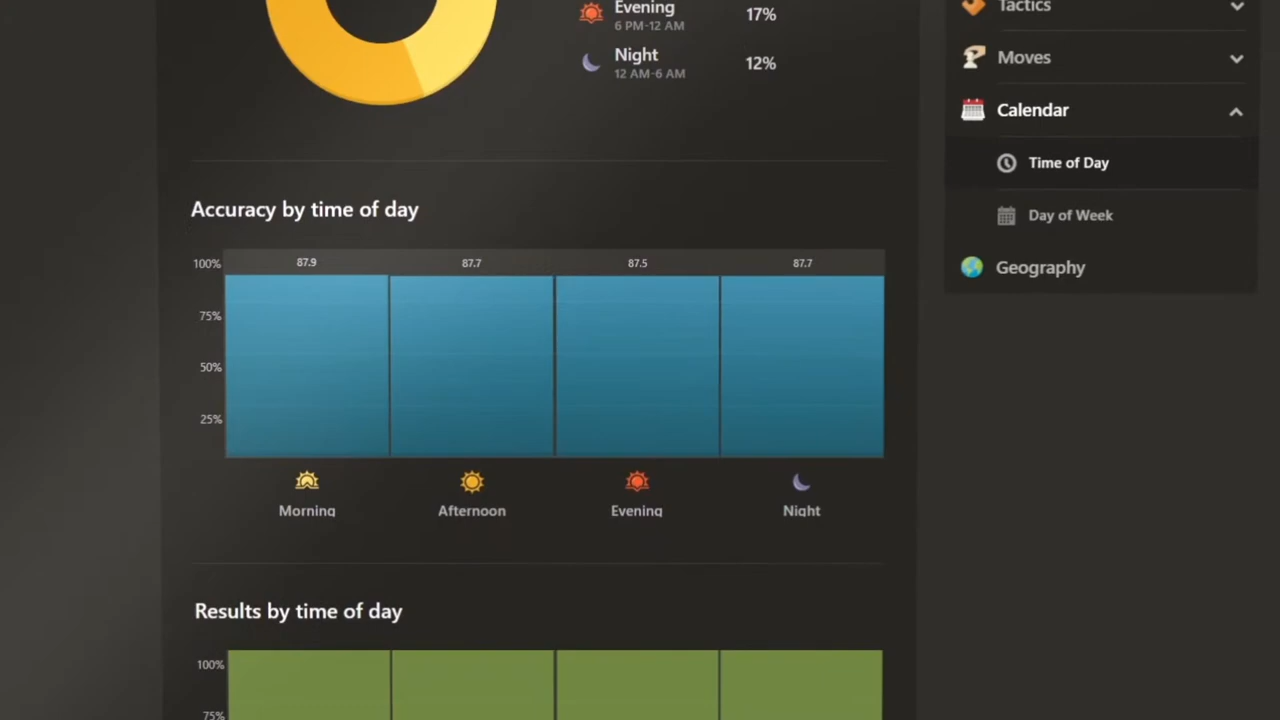 Evening
17%
6 PM-12 AM
Night
12%
12 AM-6 AM
Accuracy by time of day
100%
87.9
87.7
87.5
87.7
75%
50%
25%
Morning
Afternoon
Evening
Night
Results by time of day
100%
75%
Tactics
Moves
Calendar
Time of Day
Day of Week
Geography